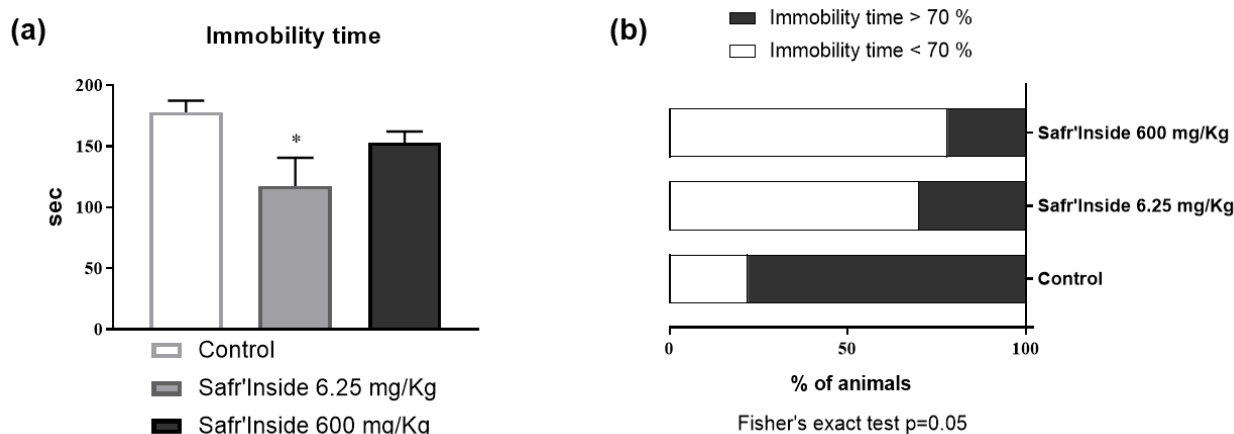 (a)
Immobility time
200
150
100
50
0
sec
*
Control
Safr'Inside 6.25 mg/Kg
Safr'Inside 600 mg/Kg
(b)
Immobility time > 70 %
Immobility time < 70 %
Safr'Inside 600 mg/Kg
Safr'Inside 6.25 mg/Kg
Control
0 50 100
% of animals
Fisher's exact test p=0.05